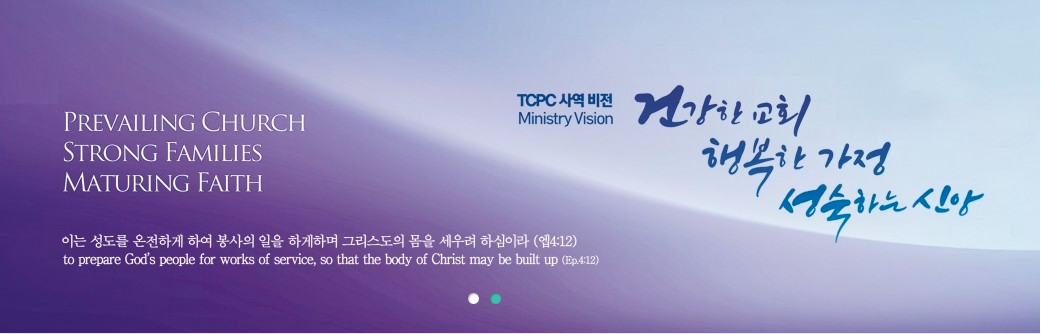 PREVAILING CHURCH
STRONG FAMILIES
MATURING FAITH
TCPC 사역 비전
Ministry Vision
건강한 교회
행복한 가정
성숙하는 신앙
이는 성도를 온전하게 하여 봉사의 일을 하게하며 그리스도의 몸을 세우려 하심이라 (엡4:12)
to prepare God's people for works of service, so that the body of Christ may be built up (Ep.4:12)